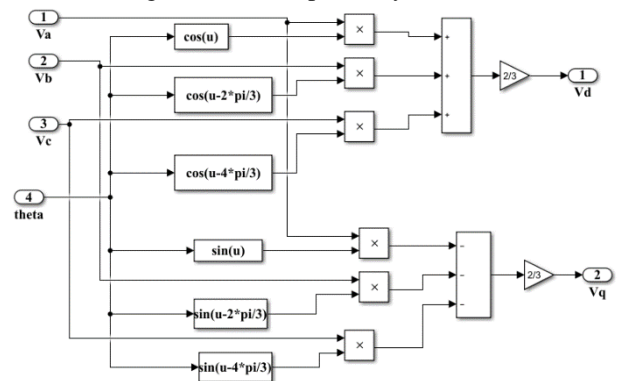 1
Va
2
Vb
3
Vc
4
theta
cos(u)
cos(u-2*pi/3)
cos(u-4*pi/3)
sin(u)
sin(u-2*pi/3)
sin(u-4*pi/3)
×
×
×
×
×
×
+
+
+
−
−
−
2/3
1
Vd
2/3
2
Vq